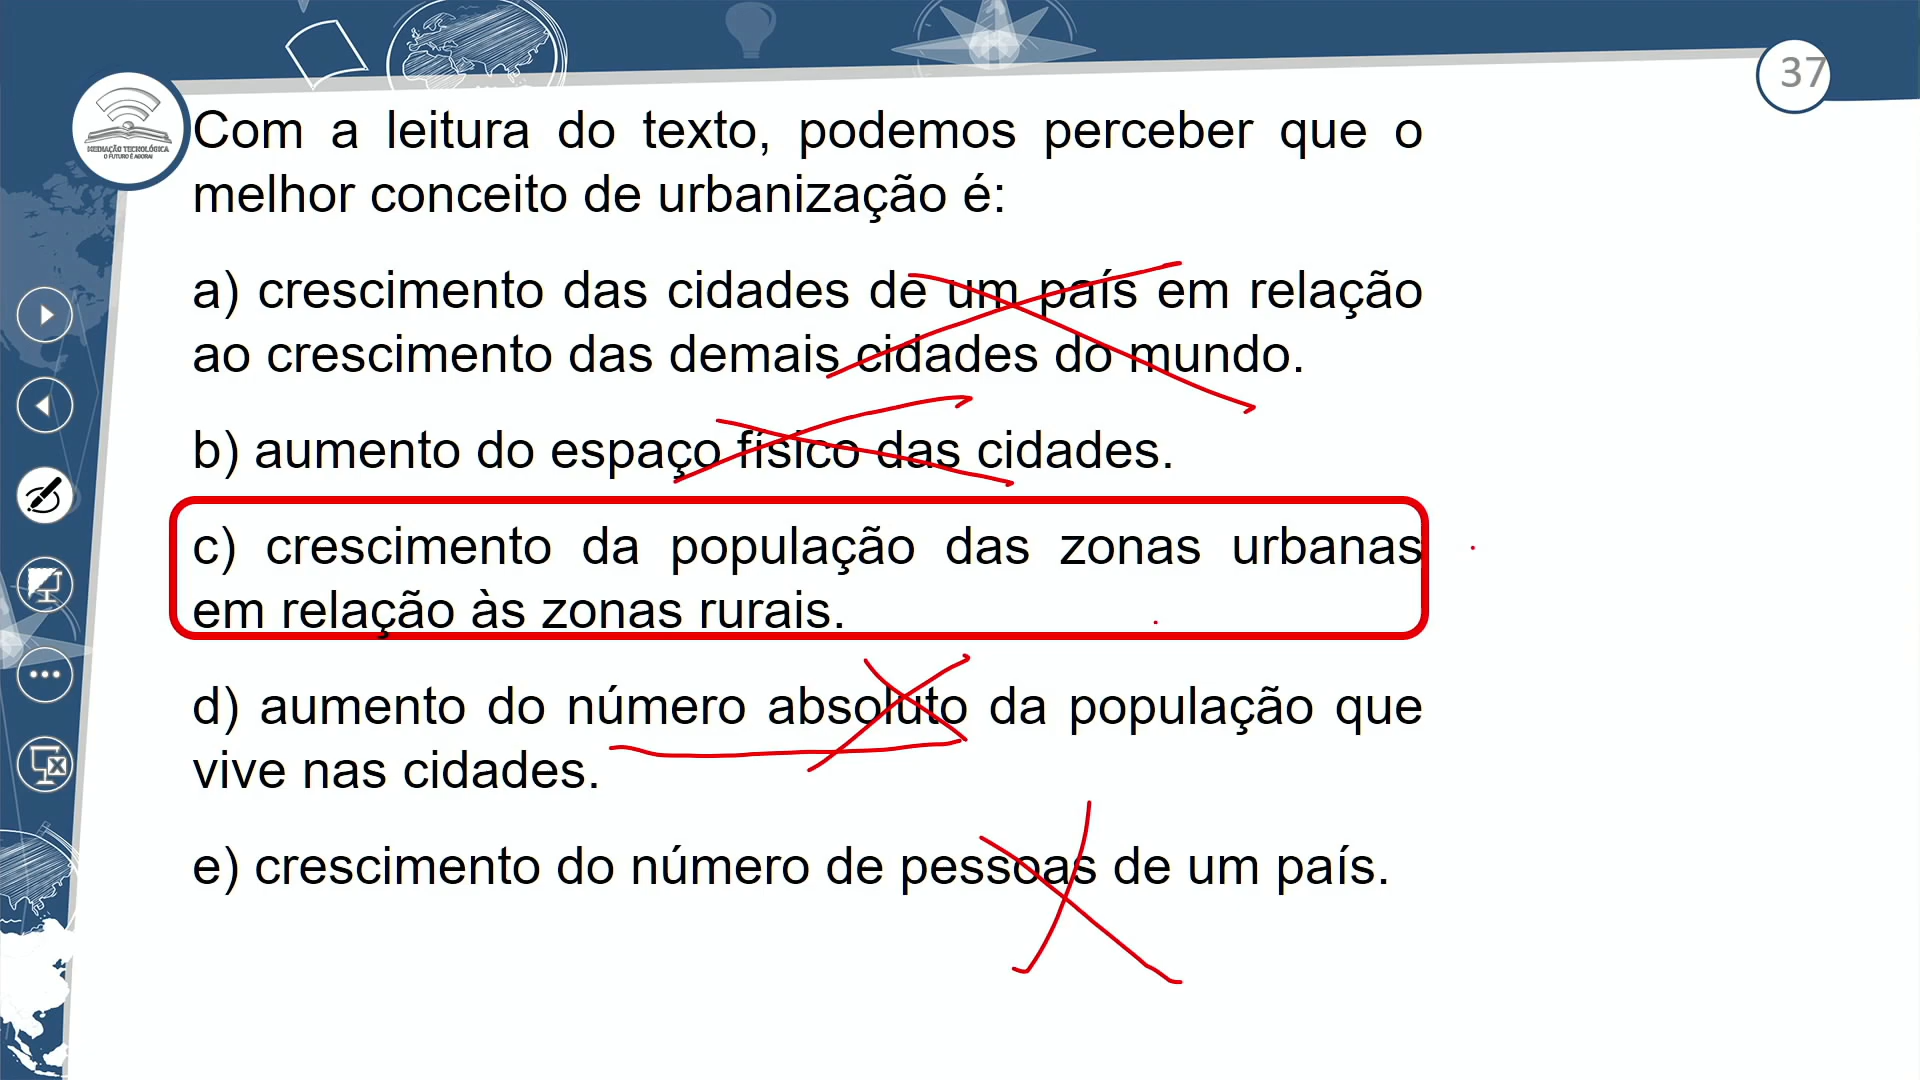 37
MEDIAÇÃO TECNOLÓGICA
O FUTURO É AGORA!
Com a leitura do texto, podemos perceber que o
melhor conceito de urbanização é:
a) crescimento das cidades de um país em relação
ao crescimento das demais cidades do mundo.
b) aumento do espaço físico das cidades.
c) crescimento da população das zonas urbanas
em relação às zonas rurais.
d) aumento do número absoluto da população que
vive nas cidades.
e) crescimento do número de pessoas de um país.